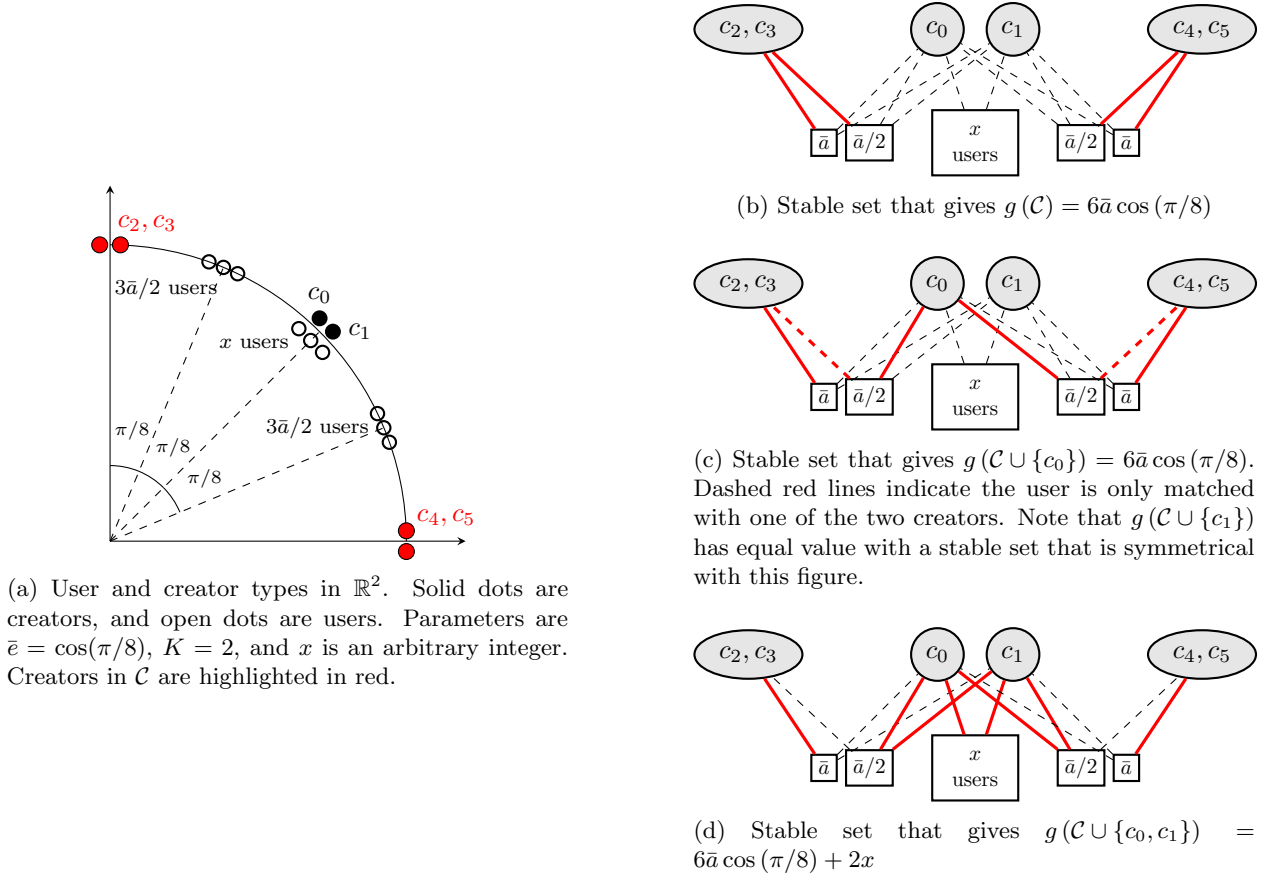 c₂, c₃
3ā/2 users
c₀
c₁
x users
3ā/2 users
π/8
π/8
π/8
c₄, c₅
(a) User and creator types in ℝ². Solid dots are
creators, and open dots are users. Parameters are
ē = cos(π/8), K = 2, and x is an arbitrary integer.
Creators in 𝒞 are highlighted in red.
c₂, c₃ c₀ c₁ c₄, c₅
ā ā/2 x ā/2 ā
users
(b) Stable set that gives g (𝒞) = 6ā cos (π/8)
c₂, c₃ c₀ c₁ c₄, c₅
ā ā/2 x ā/2 ā
users
(c) Stable set that gives g (𝒞 ∪ {c₀}) = 6ā cos (π/8).
Dashed red lines indicate the user is only matched
with one of the two creators. Note that g (𝒞 ∪ {c₁})
has equal value with a stable set that is symmetrical
with this figure.
c₂, c₃ c₀ c₁ c₄, c₅
ā ā/2 x ā/2 ā
users
(d) Stable set that gives g (𝒞 ∪ {c₀, c₁}) =
6ā cos (π/8) + 2x